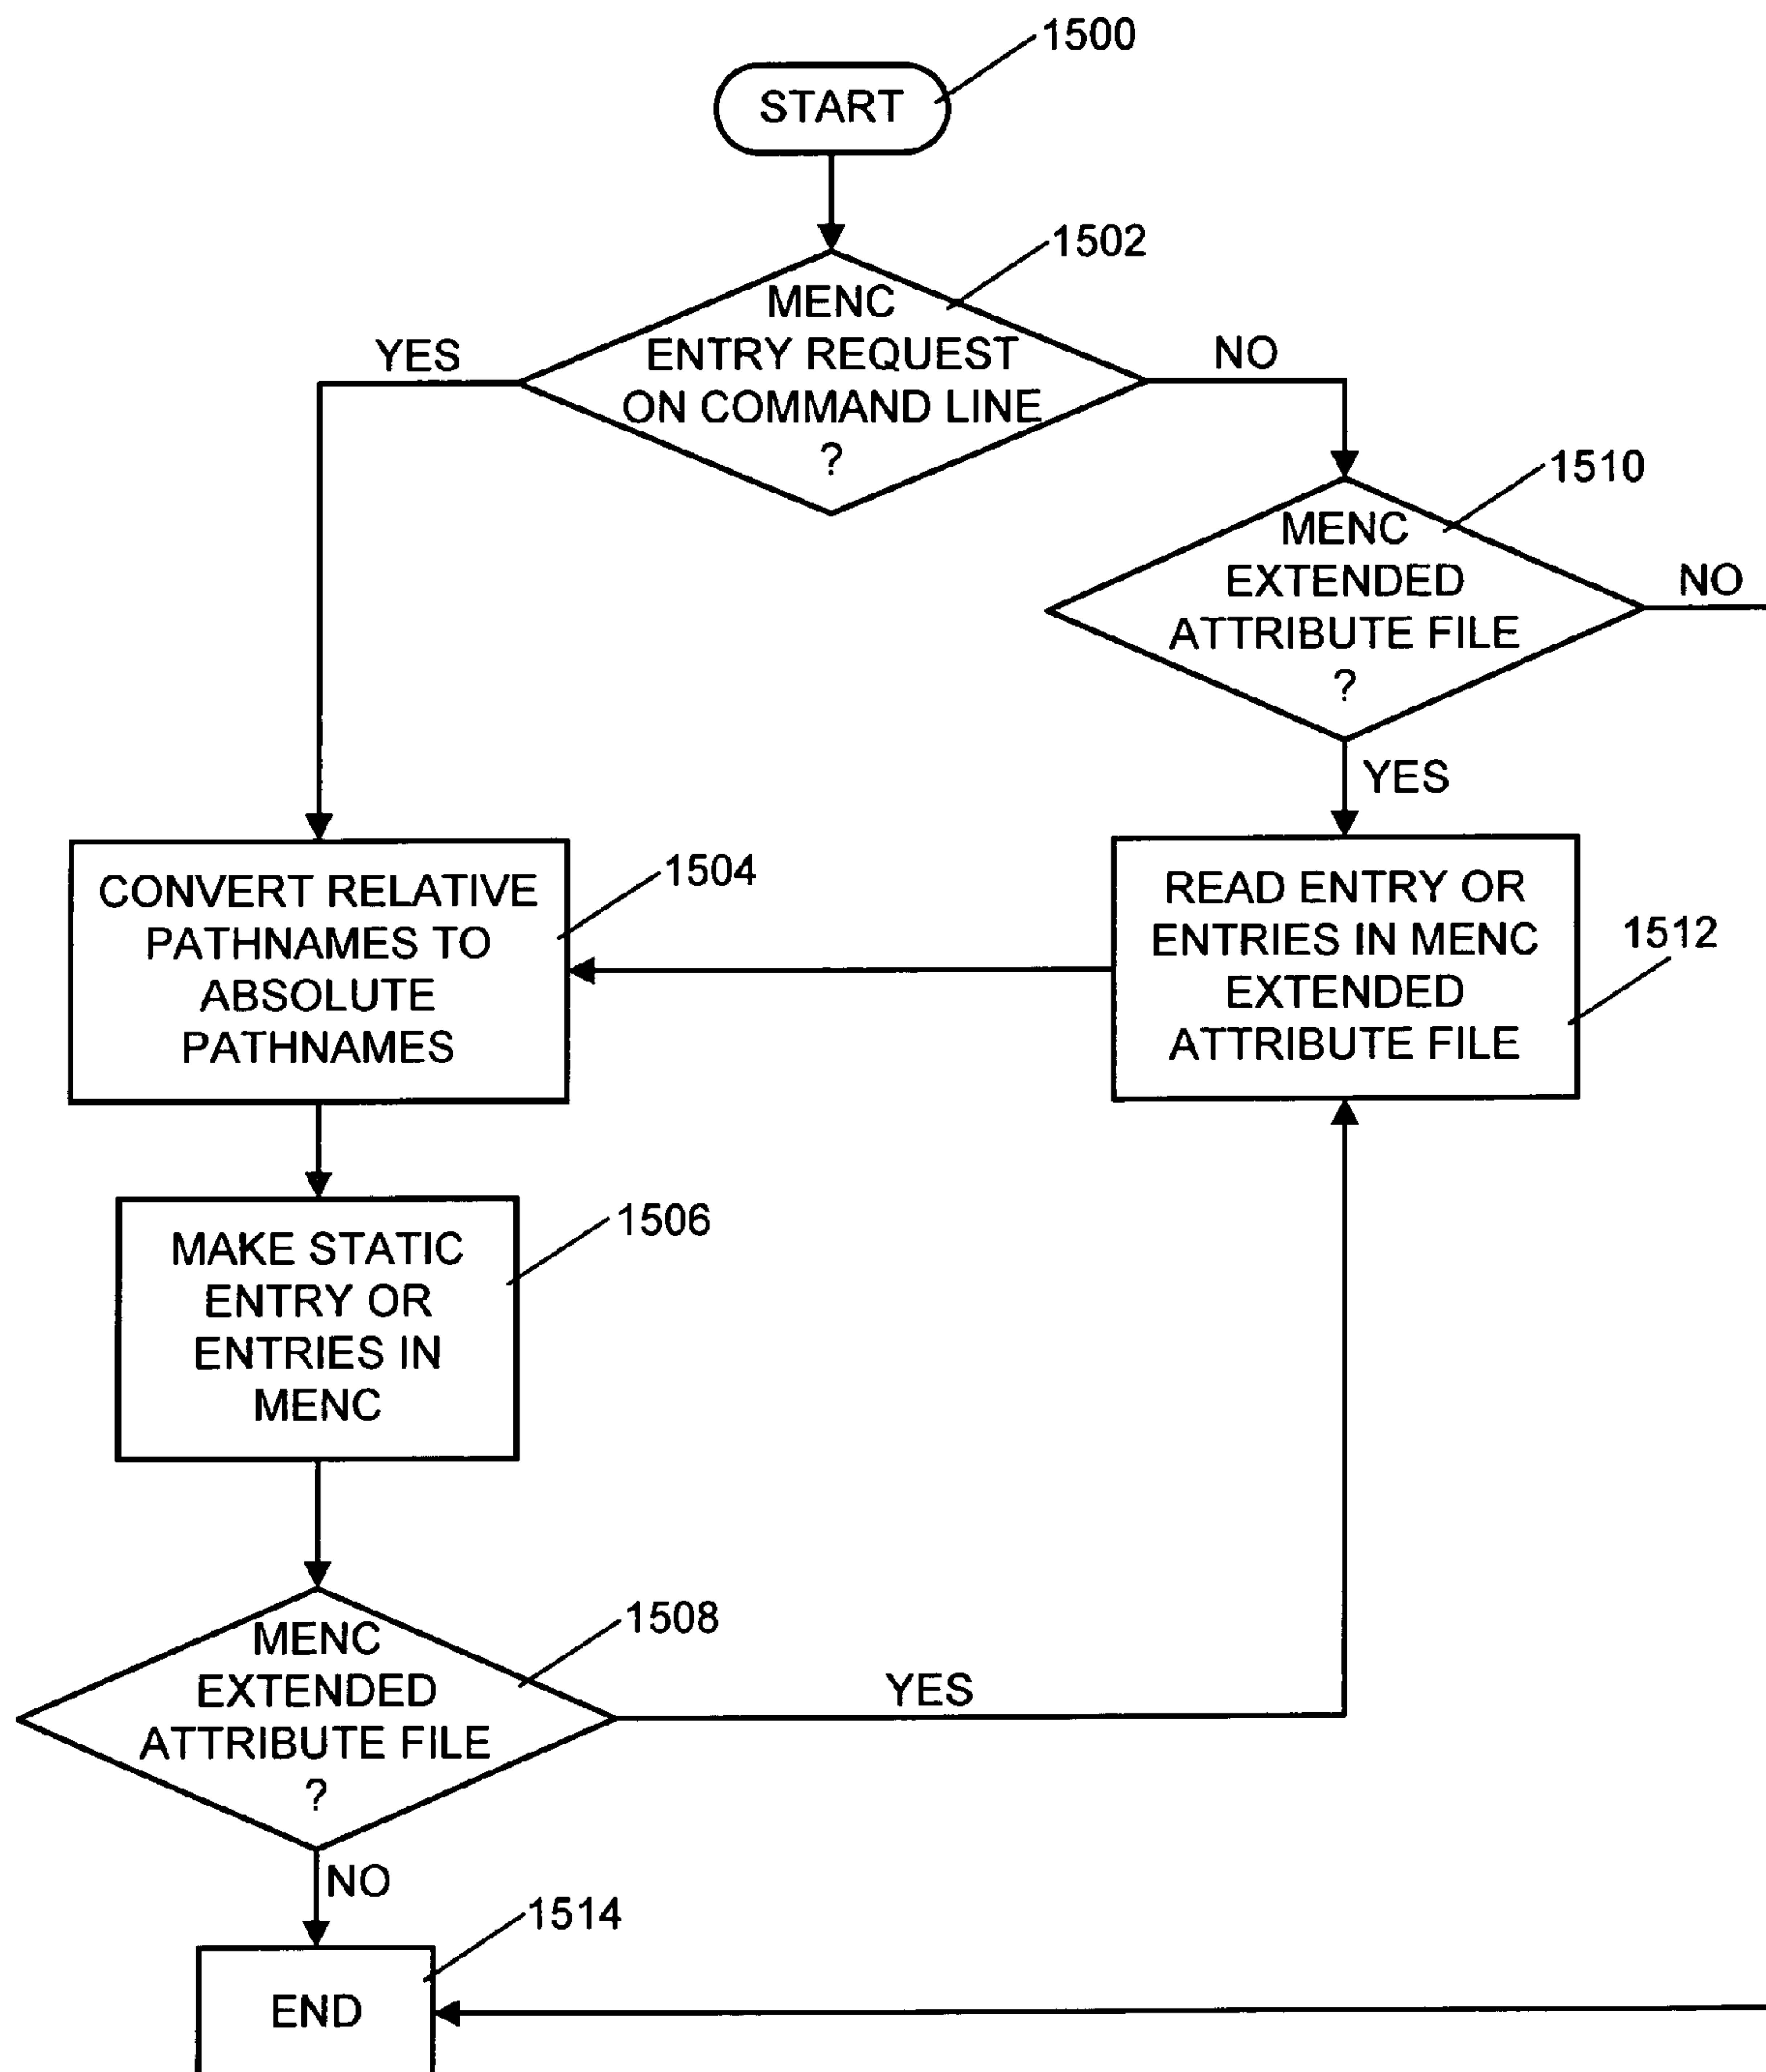 1500
START
1502
MENC
ENTRY REQUEST
ON COMMAND LINE
?
YES
NO
1510
MENC
EXTENDED
ATTRIBUTE FILE
?
NO
YES
1504
CONVERT RELATIVE
PATHNAMES TO
ABSOLUTE
PATHNAMES
READ ENTRY OR
ENTRIES IN MENC
EXTENDED
ATTRIBUTE FILE
1512
1506
MAKE STATIC
ENTRY OR
ENTRIES IN
MENC
1508
MENC
EXTENDED
ATTRIBUTE FILE
?
YES
NO
1514
END